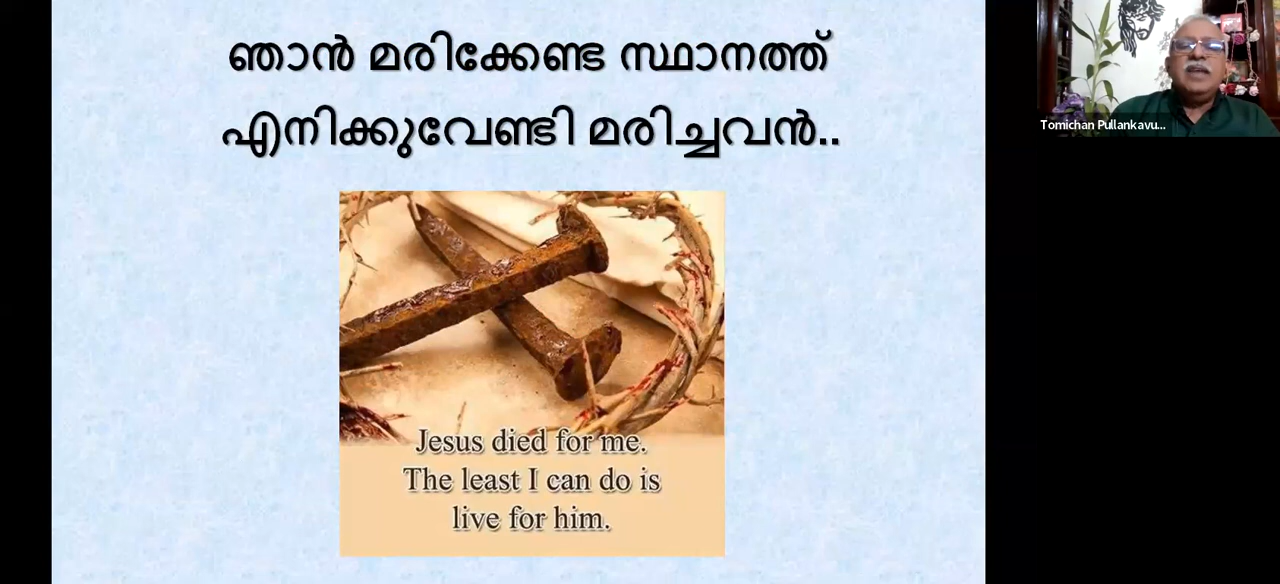 ഞാൻ മരിക്കേണ്ട സ്ഥാനത്ത്
എനിക്കുവേണ്ടി മരിച്ചവൻ..
Jesus died for me.
The least I can do is
live for him.
Tomichan Pullankavu...